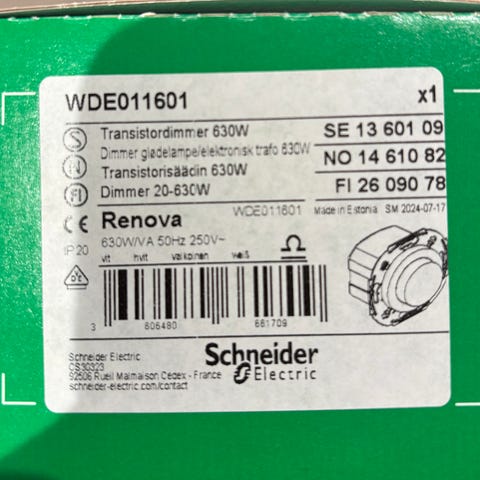 WDE011601 x1
S Transistordimmer 630W SE 13 601 09
N Dimmer glødelampe/elektronisk trafo 630W NO 14 610 82
FI Transistorisäädin 630W
Dimmer 20-630W FI 26 090 78
CE Renova WDE011601 Made in Estonia SM 2024-07-17
IP20 630W/VA 50Hz 250V~
vit hvit valkoinen weiß
3 606480 661709
Schneider Electric
CS30323
92506 Rueil Malmaison Cedex - France
schneider-electric.com/contact
Schneider
Electric